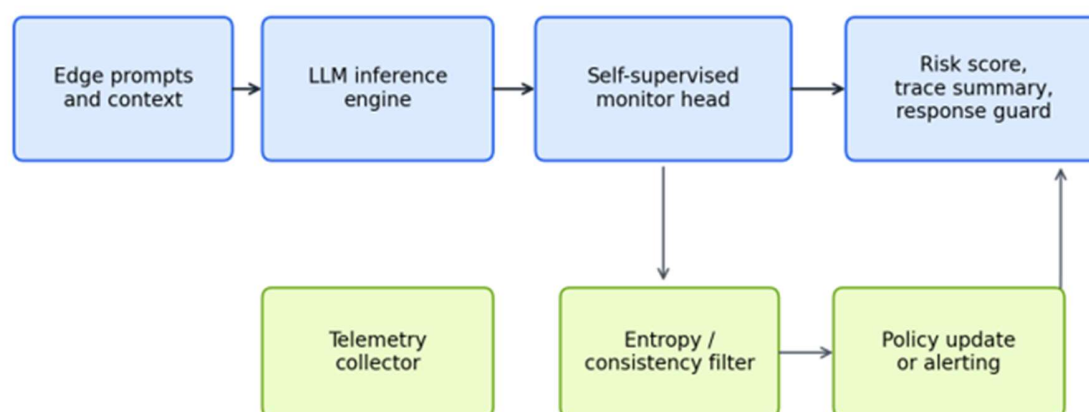 Edge prompts
and context
LLM inference
engine
Self-supervised
monitor head
Risk score,
trace summary,
response guard
Telemetry
collector
Entropy /
consistency filter
Policy update
or alerting